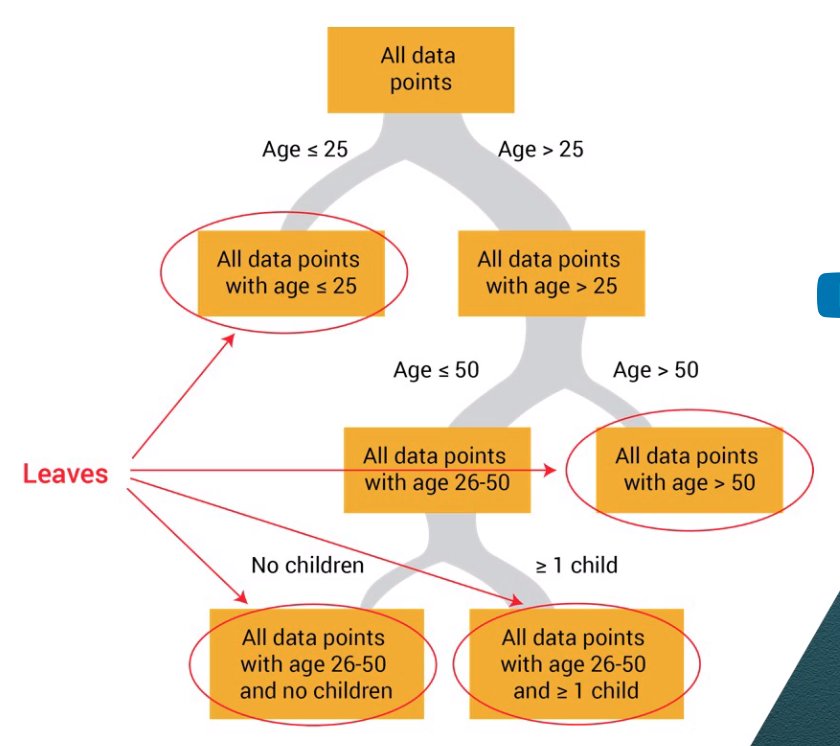 All data
points
Age ≤ 25
Age > 25
All data points
with age ≤ 25
All data points
with age > 25
Age ≤ 50
Age > 50
Leaves
All data points
with age 26-50
All data points
with age > 50
No children
≥ 1 child
All data points
with age 26-50
and no children
All data points
with age 26-50
and ≥ 1 child